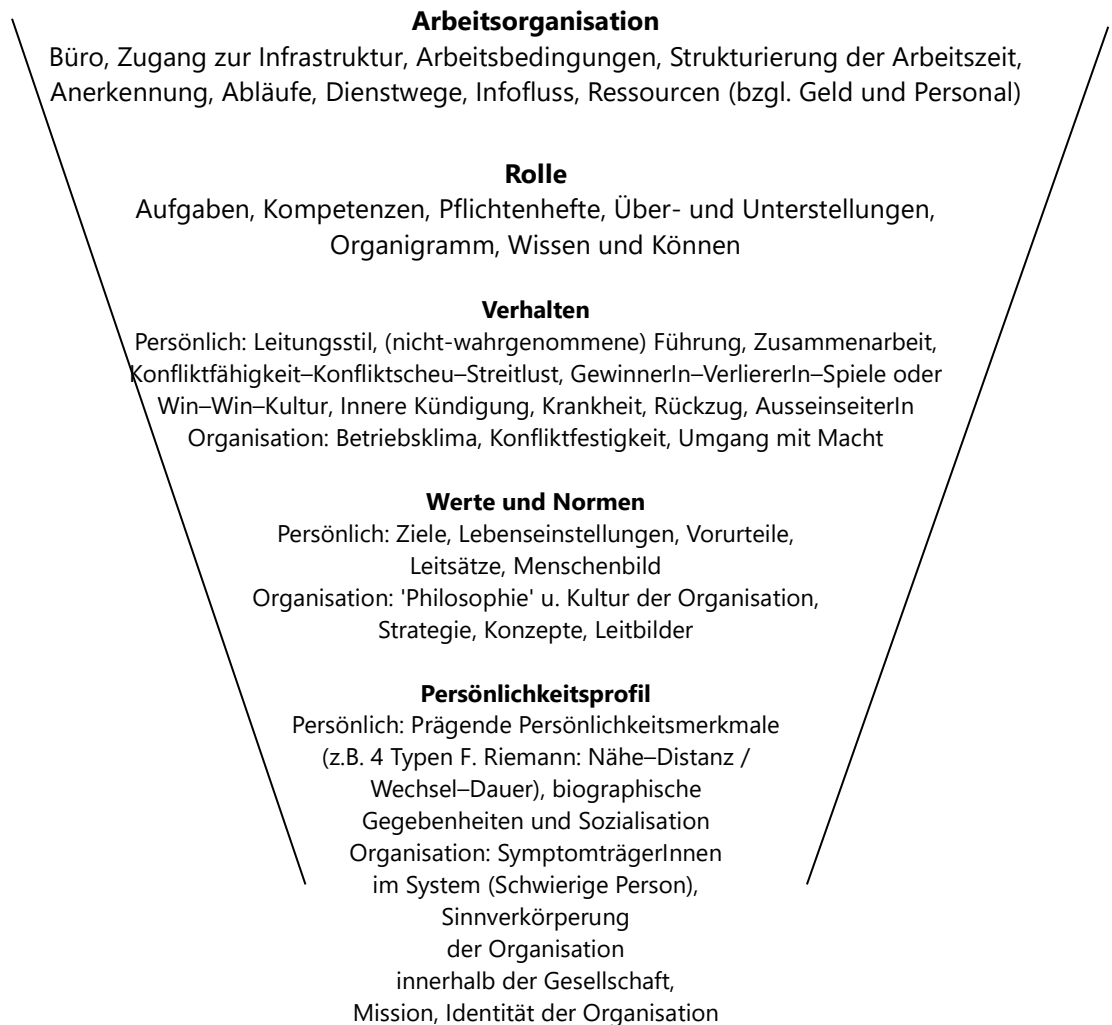 Arbeitsorganisation
Büro, Zugang zur Infrastruktur, Arbeitsbedingungen, Strukturierung der Arbeitszeit,
Anerkennung, Abläufe, Dienstwege, Infofluss, Ressourcen (bzgl. Geld und Personal)
Rolle
Aufgaben, Kompetenzen, Pflichtenhefte, Über- und Unterstellungen,
Organigramm, Wissen und Können
Verhalten
Persönlich: Leitungsstil, (nicht-wahrgenommene) Führung, Zusammenarbeit,
Konfliktfähigkeit–Konfliktscheu–Streitlust, GewinnerIn–VerliererIn–Spiele oder
Win–Win–Kultur, Innere Kündigung, Krankheit, Rückzug, AusseinseiterIn
Organisation: Betriebsklima, Konfliktfestigkeit, Umgang mit Macht
Werte und Normen
Persönlich: Ziele, Lebenseinstellungen, Vorurteile,
Leitsätze, Menschenbild
Organisation: 'Philosophie' u. Kultur der Organisation,
Strategie, Konzepte, Leitbilder
Persönlichkeitsprofil
Persönlich: Prägende Persönlichkeitsmerkmale
(z.B. 4 Typen F. Riemann: Nähe–Distanz /
Wechsel–Dauer), biographische
Gegebenheiten und Sozialisation
Organisation: SymptomträgerInnen
im System (Schwierige Person),
Sinnverkörperung
der Organisation
innerhalb der Gesellschaft,
Mission, Identität der Organisation